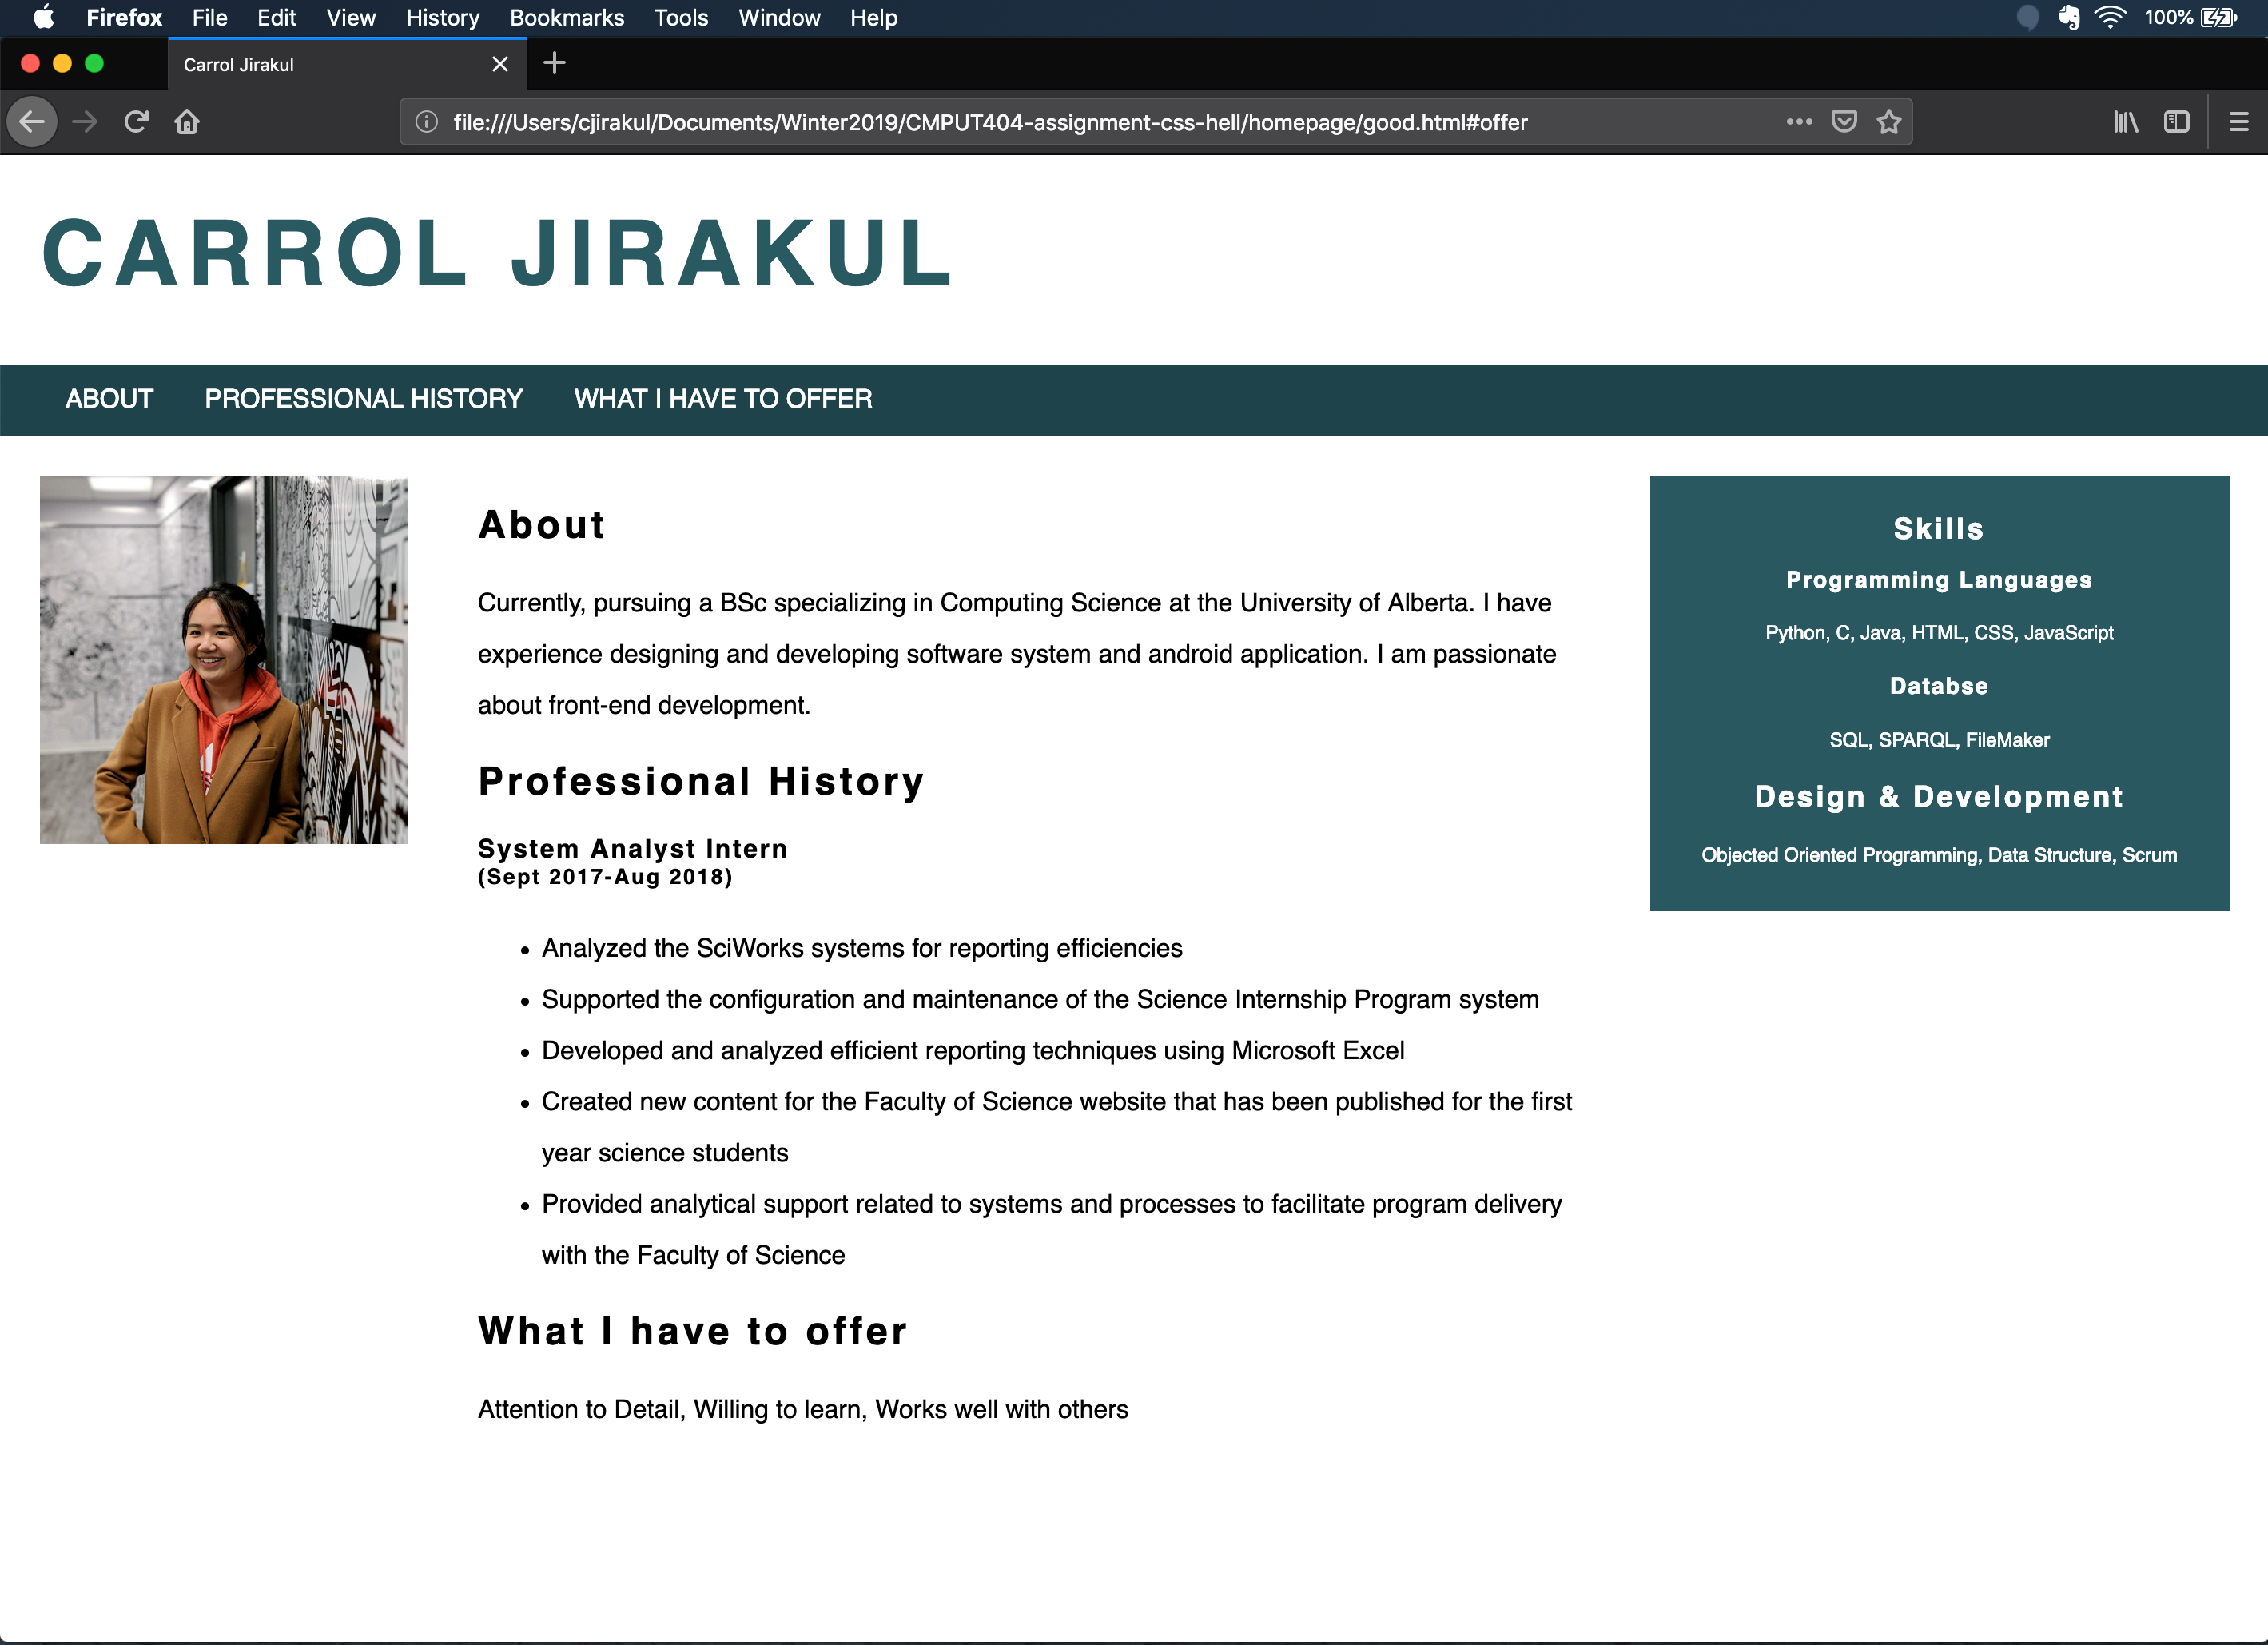 Firefox File Edit View History Bookmarks Tools Window Help 100%
Carrol Jirakul
file:///Users/cjirakul/Documents/Winter2019/CMPUT404-assignment-css-hell/homepage/good.html#offer
CARROL JIRAKUL
ABOUT PROFESSIONAL HISTORY WHAT I HAVE TO OFFER
About
Currently, pursuing a BSc specializing in Computing Science at the University of Alberta. I have
experience designing and developing software system and android application. I am passionate
about front-end development.
Professional History
System Analyst Intern
(Sept 2017-Aug 2018)
• Analyzed the SciWorks systems for reporting efficiencies
• Supported the configuration and maintenance of the Science Internship Program system
• Developed and analyzed efficient reporting techniques using Microsoft Excel
• Created new content for the Faculty of Science website that has been published for the first
year science students
• Provided analytical support related to systems and processes to facilitate program delivery
with the Faculty of Science
What I have to offer
Attention to Detail, Willing to learn, Works well with others
Skills
Programming Languages
Python, C, Java, HTML, CSS, JavaScript
Databse
SQL, SPARQL, FileMaker
Design & Development
Objected Oriented Programming, Data Structure, Scrum